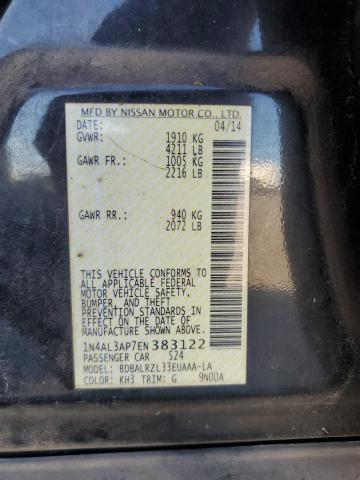 MFD BY NISSAN MOTOR CO., LTD.
DATE: 04/14
GVWR: 1910 KG
4211 LB
GAWR FR.: 1005 KG
2216 LB
GAWR RR.: 940 KG
2072 LB
THIS VEHICLE CONFORMS TO
ALL APPLICABLE FEDERAL
MOTOR VEHICLE SAFETY,
BUMPER, AND THEFT
PREVENTION STANDARDS IN
EFFECT ON THE DATE OF
MANUFACTURE SHOWN ABOVE.
1N4AL3AP7EN383122
PASSENGER CAR S24
MODEL: BDBALRZL33EUAAA-LA
COLOR: KH3 TRIM: G 9N00A